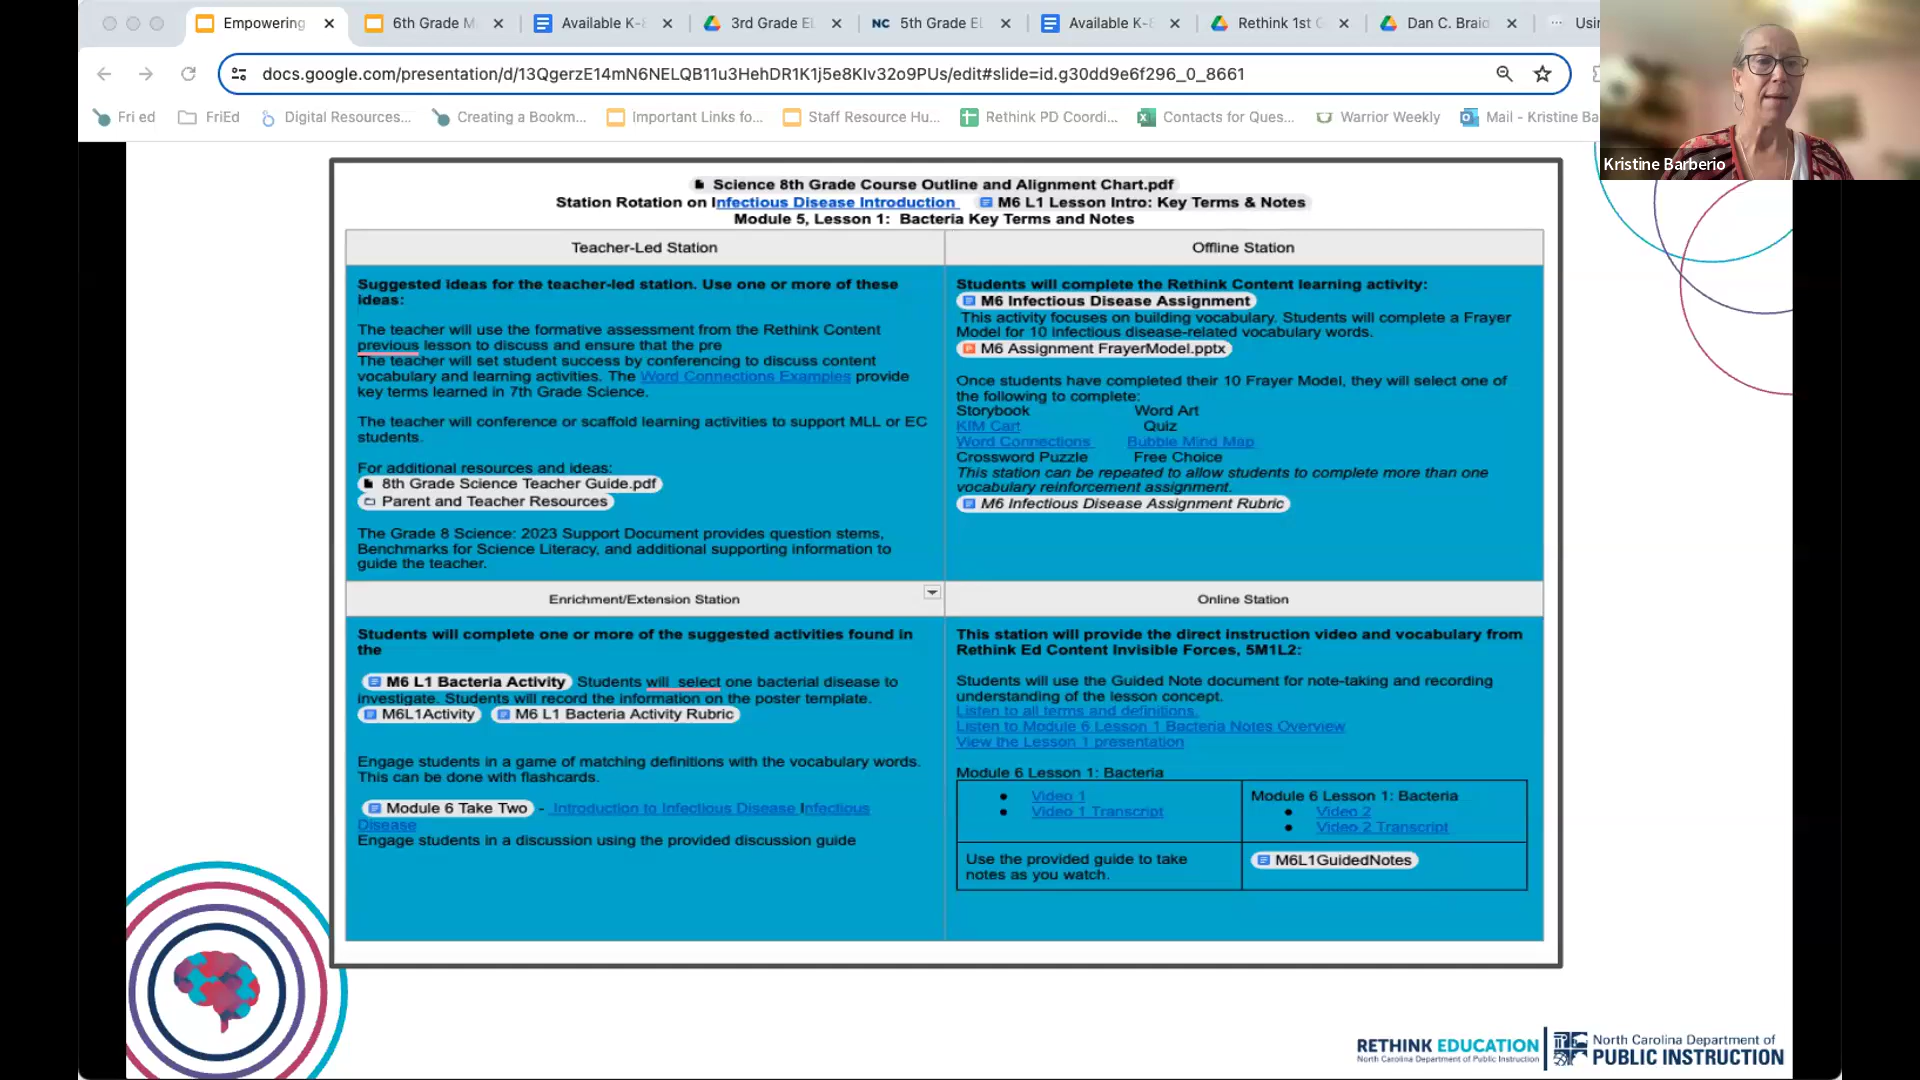 Empowering
6th Grade M
Available K-8
3rd Grade EL
NC 5th Grade EL
Available K-8
Rethink 1st G
Dan C. Braid
Usin
docs.google.com/presentation/d/13QgerzE14mN6NELQB11u3HehDR1K1j5e8KIv32o9PUs/edit#slide=id.g30dd9e6f296_0_8661
Fri ed
FriEd
Digital Resources...
Creating a Bookm...
Important Links fo...
Staff Resource Hu...
Rethink PD Coordi...
Contacts for Ques...
Warrior Weekly
Mail - Kristine Ba
Kristine Barberio
Science 8th Grade Course Outline and Alignment Chart.pdf
Station Rotation on Infectious Disease Introduction M6 L1 Lesson Intro: Key Terms & Notes
Module 5, Lesson 1: Bacteria Key Terms and Notes
Teacher-Led Station
Suggested ideas for the teacher-led station. Use one or more of these
ideas:
The teacher will use the formative assessment from the Rethink Content
previous lesson to discuss and ensure that the pre
The teacher will set student success by conferencing to discuss content
vocabulary and learning activities. The Word Connections Examples provide
key terms learned in 7th Grade Science.
The teacher will conference or scaffold learning activities to support MLL or EC
students.
For additional resources and ideas:
8th Grade Science Teacher Guide.pdf
Parent and Teacher Resources
The Grade 8 Science: 2023 Support Document provides question stems,
Benchmarks for Science Literacy, and additional supporting information to
guide the teacher.
Offline Station
Students will complete the Rethink Content learning activity:
M6 Infectious Disease Assignment
This activity focuses on building vocabulary. Students will complete a Frayer
Model for 10 infectious disease-related vocabulary words.
M6 Assignment FrayerModel.pptx
Once students have completed their 10 Frayer Model, they will select one of
the following to complete:
Storybook Word Art
KIM Cart Quiz
Word Connections Bubble Mind Map
Crossword Puzzle Free Choice
This station can be repeated to allow students to complete more than one
vocabulary reinforcement assignment.
M6 Infectious Disease Assignment Rubric
Enrichment/Extension Station
Students will complete one or more of the suggested activities found in
the
M6 L1 Bacteria Activity Students will select one bacterial disease to
investigate. Students will record the information on the poster template.
M6L1Activity M6 L1 Bacteria Activity Rubric
Engage students in a game of matching definitions with the vocabulary words.
This can be done with flashcards.
Module 6 Take Two - Introduction to Infectious Disease Infectious
Disease
Engage students in a discussion using the provided discussion guide
Online Station
This station will provide the direct instruction video and vocabulary from
Rethink Ed Content Invisible Forces, 5M1L2:
Students will use the Guided Note document for note-taking and recording
understanding of the lesson concept.
Listen to all terms and definitions.
Listen to Module 6 Lesson 1 Bacteria Notes Overview
View the Lesson 1 presentation
Module 6 Lesson 1: Bacteria
● Video 1
● Video 1 Transcript
Module 6 Lesson 1: Bacteria
● Video 2
● Video 2 Transcript
Use the provided guide to take
notes as you watch.
M6L1GuidedNotes
RETHINK EDUCATION
North Carolina Department of Public Instruction
North Carolina Department of
PUBLIC INSTRUCTION